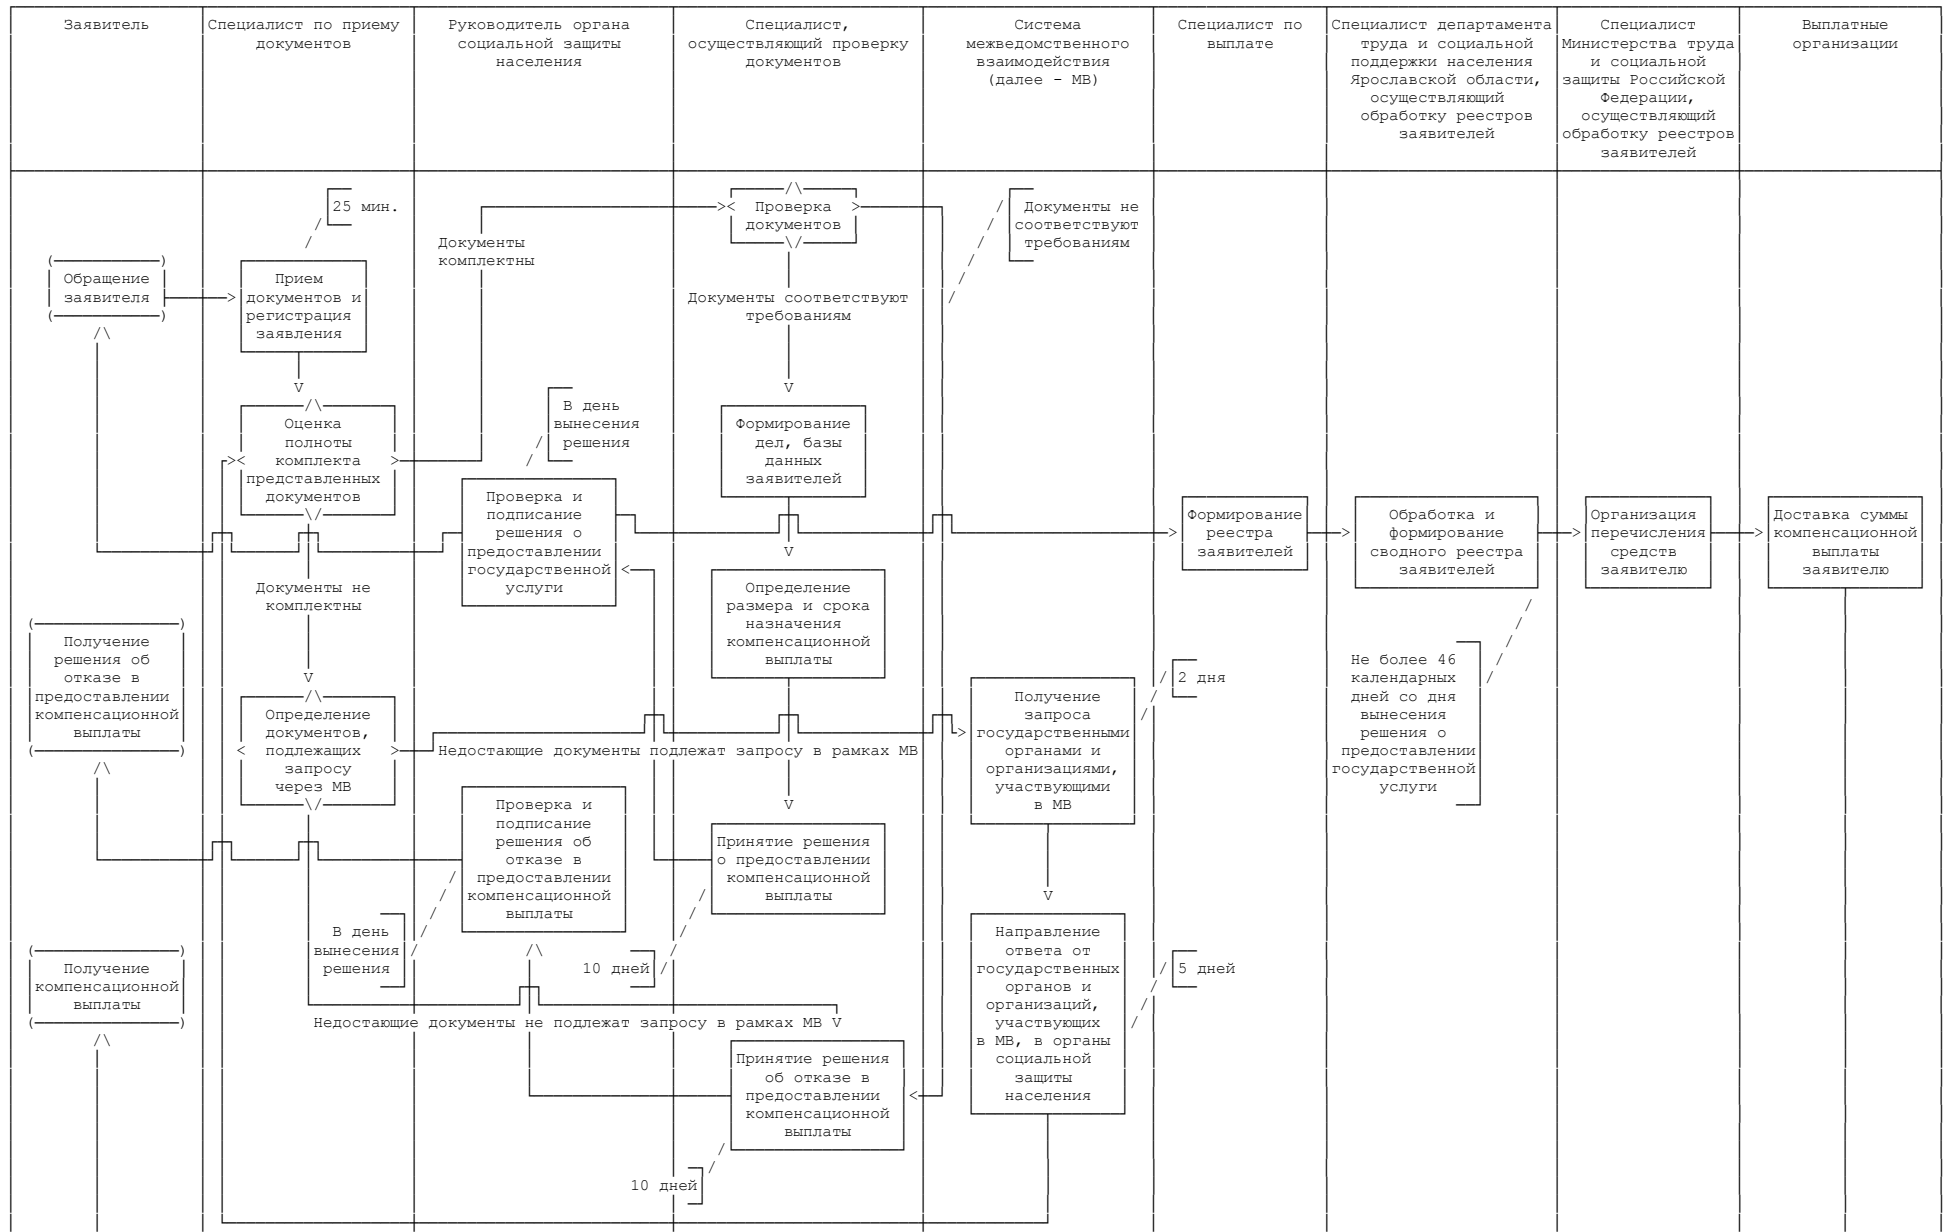 Заявитель
Специалист по приему
документов
Руководитель органа
социальной защиты
населения
Специалист,
осуществляющий проверку
документов
Система
межведомственного
взаимодействия
(далее - МВ)
Специалист по
выплате
Специалист департамента
труда и социальной
поддержки населения
Ярославской области,
осуществляющий
обработку реестров
заявителей
Специалист
Министерства труда
и социальной
защиты Российской
Федерации,
осуществляющий
обработку реестров
заявителей
Выплатные
организации
25 мин.
Обращение
заявителя
Прием
документов и
регистрация
заявления
Документы
комплектны
Проверка
документов
Документы не
соответствуют
требованиям
Документы соответствуют
требованиям
Оценка
полноты
комплекта
представленных
документов
В день
вынесения
решения
Формирование
дел, базы
данных
заявителей
Проверка и
подписание
решения о
предоставлении
государственной
услуги
Формирование
реестра
заявителей
Обработка и
формирование
сводного реестра
заявителей
Организация
перечисления
средств
заявителю
Доставка суммы
компенсационной
выплаты
заявителю
Документы не
комплектны
Определение
размера и срока
назначения
компенсационной
выплаты
Получение
решения об
отказе в
предоставлении
компенсационной
выплаты
Определение
документов,
подлежащих
запросу
через МВ
Недостающие документы подлежат запросу в рамках МВ
Получение
запроса
государственными
органами и
организациями,
участвующими
в МВ
2 дня
Не более 46
календарных
дней со дня
вынесения
решения о
предоставлении
государственной
услуги
Проверка и
подписание
решения об
отказе в
предоставлении
компенсационной
выплаты
Принятие решения
о предоставлении
компенсационной
выплаты
В день
вынесения
решения
10 дней
Направление
ответа от
государственных
органов и
организаций,
участвующих
в МВ, в органы
социальной
защиты
населения
5 дней
Получение
компенсационной
выплаты
Недостающие документы не подлежат запросу в рамках МВ
Принятие решения
об отказе в
предоставлении
компенсационной
выплаты
10 дней